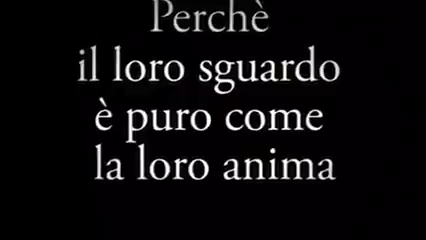 Perchè
il loro sguardo
è puro come
la loro anima